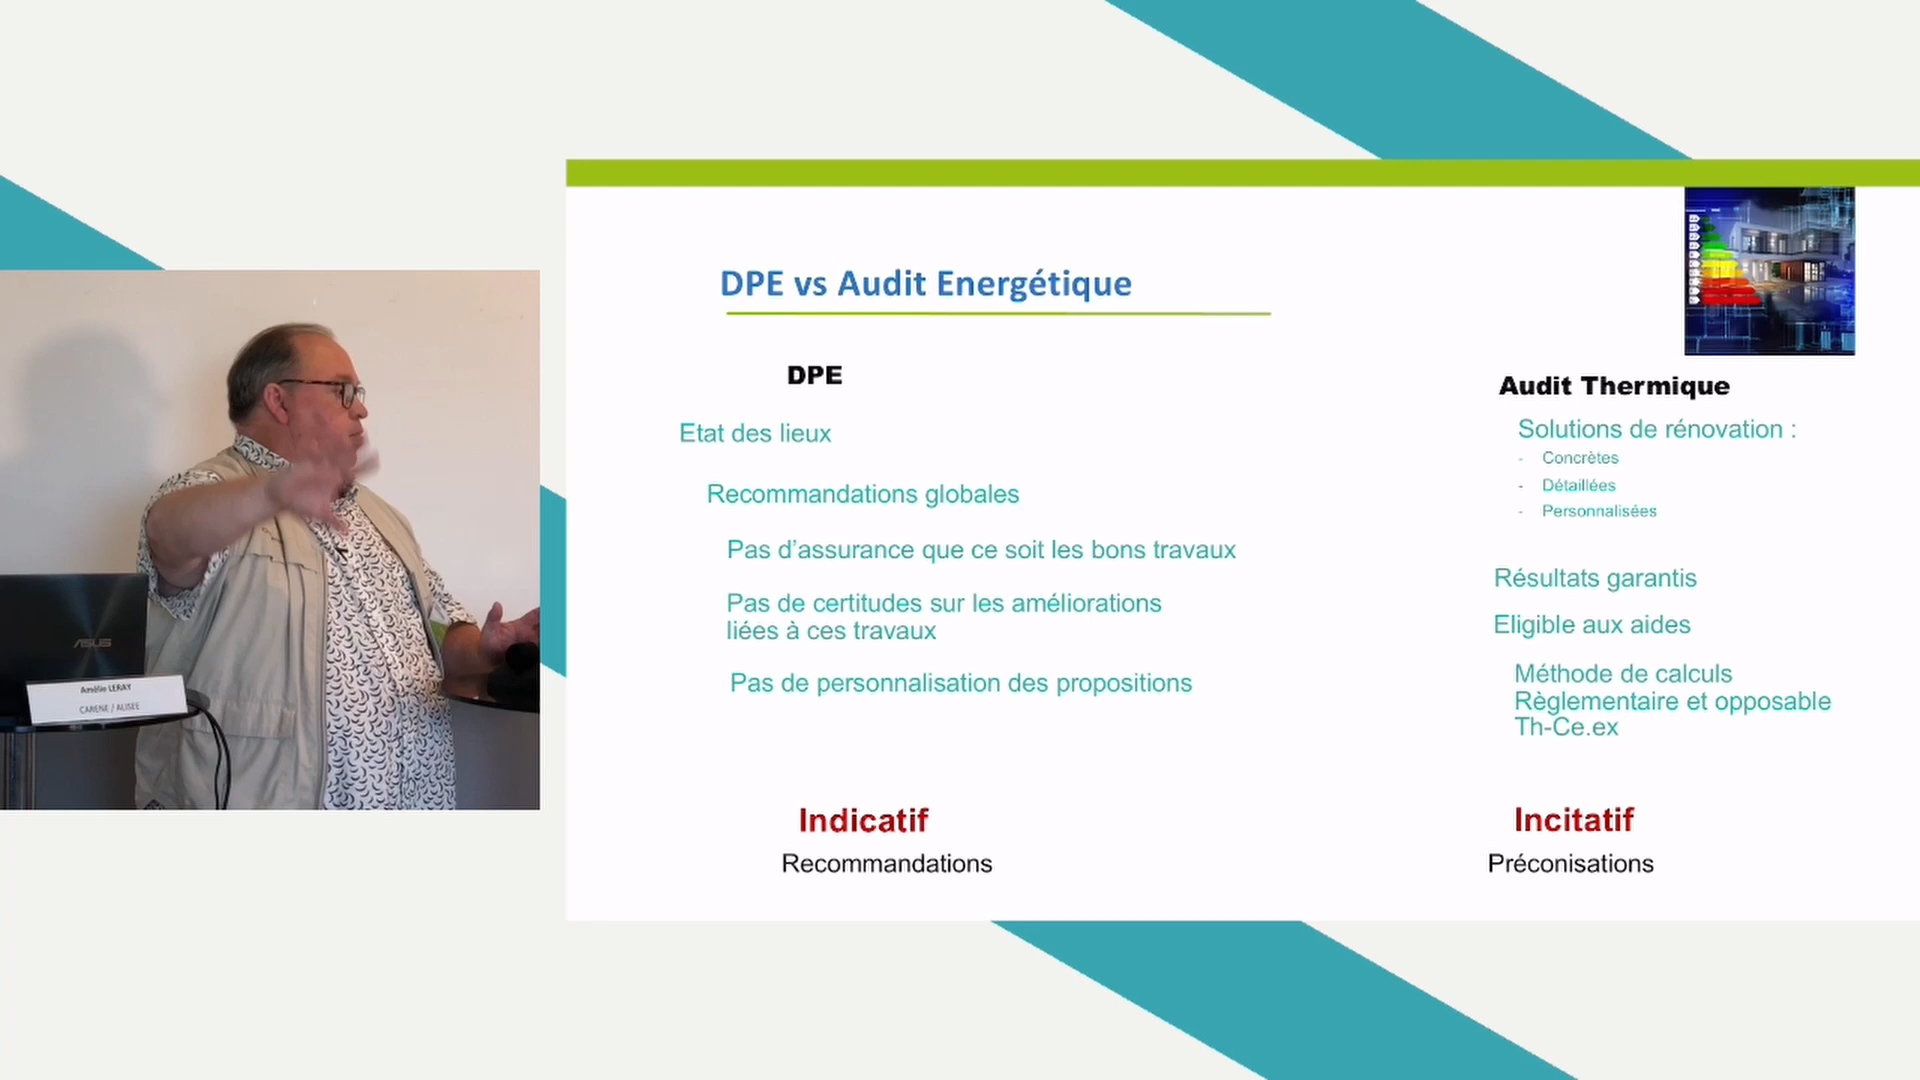 DPE vs Audit Energétique
DPE
Etat des lieux
Recommandations globales
Pas d’assurance que ce soit les bons travaux
Pas de certitudes sur les améliorations
liées à ces travaux
Pas de personnalisation des propositions
Indicatif
Recommandations
Audit Thermique
Solutions de rénovation :
- Concrètes
- Détaillées
- Personnalisées
Résultats garantis
Eligible aux aides
Méthode de calculs
Règlementaire et opposable
Th-Ce.ex
Incitatif
Préconisations
ASUS
Amélie LERAY
CARENE / ALISEE